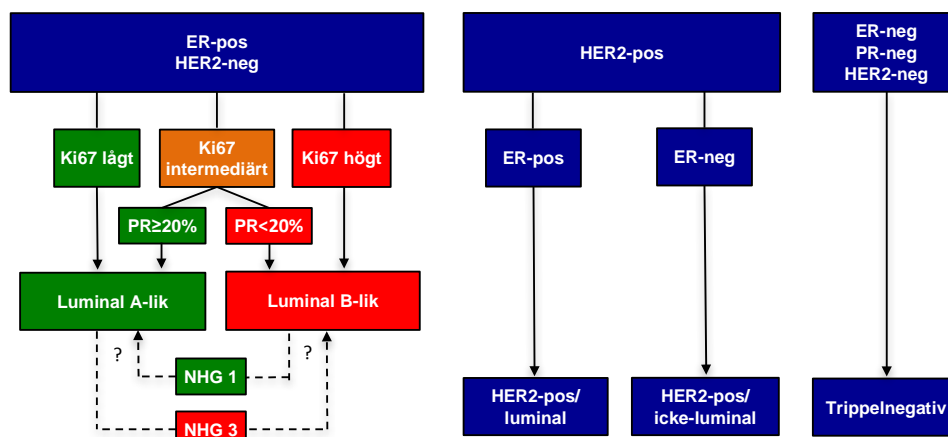 ER-pos
HER2-neg
HER2-pos
ER-neg
PR-neg
HER2-neg
Ki67 lågt
Ki67
intermediärt
Ki67 högt
ER-pos
ER-neg
PR≥20%
PR<20%
Luminal A-lik
Luminal B-lik
?
?
NHG 1
NHG 3
HER2-pos/
luminal
HER2-pos/
icke-luminal
Trippelnegativ